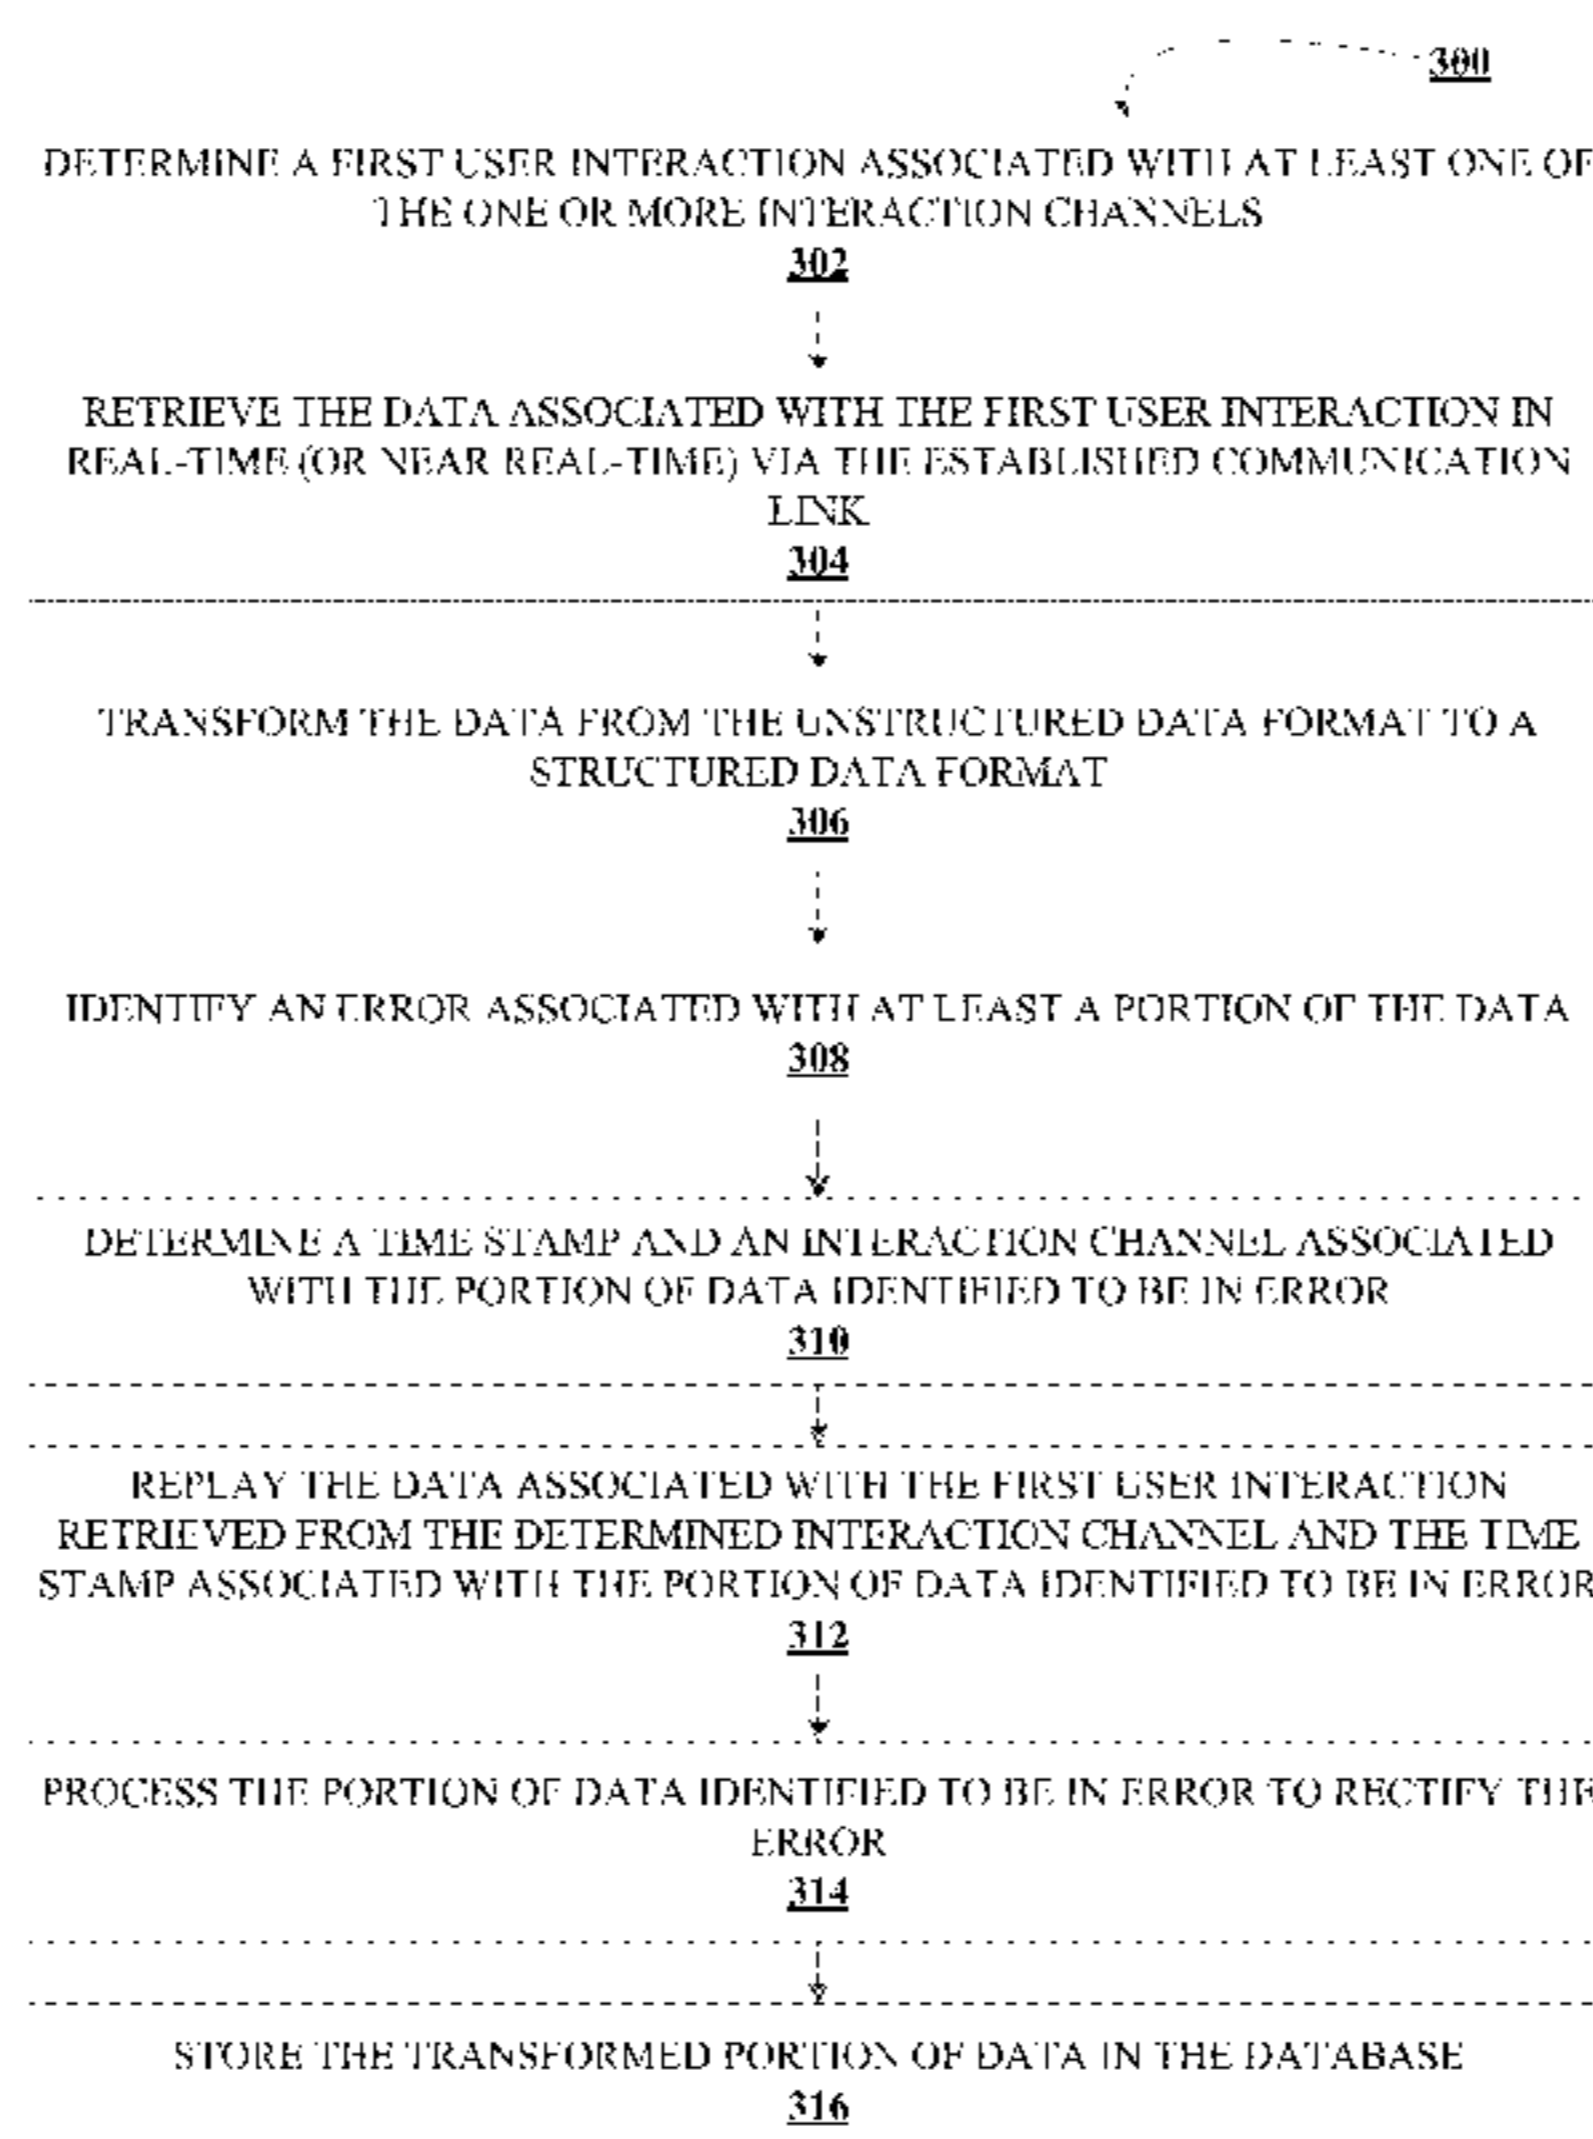 300
DETERMINE A FIRST USER INTERACTION ASSOCIATED WITH AT LEAST ONE OF
THE ONE OR MORE INTERACTION CHANNELS
302
RETRIEVE THE DATA ASSOCIATED WITH THE FIRST USER INTERACTION IN
REAL-TIME (OR NEAR REAL-TIME) VIA THE ESTABLISHED COMMUNICATION
LINK
304
TRANSFORM THE DATA FROM THE UNSTRUCTURED DATA FORMAT TO A
STRUCTURED DATA FORMAT
306
IDENTIFY AN ERROR ASSOCIATED WITH AT LEAST A PORTION OF THE DATA
308
DETERMINE A TIME STAMP AND AN INTERACTION CHANNEL ASSOCIATED
WITH THE PORTION OF DATA IDENTIFIED TO BE IN ERROR
310
REPLAY THE DATA ASSOCIATED WITH THE FIRST USER INTERACTION
RETRIEVED FROM THE DETERMINED INTERACTION CHANNEL AND THE TIME
STAMP ASSOCIATED WITH THE PORTION OF DATA IDENTIFIED TO BE IN ERROR
312
PROCESS THE PORTION OF DATA IDENTIFIED TO BE IN ERROR TO RECTIFY THE
ERROR
314
STORE THE TRANSFORMED PORTION OF DATA IN THE DATABASE
316